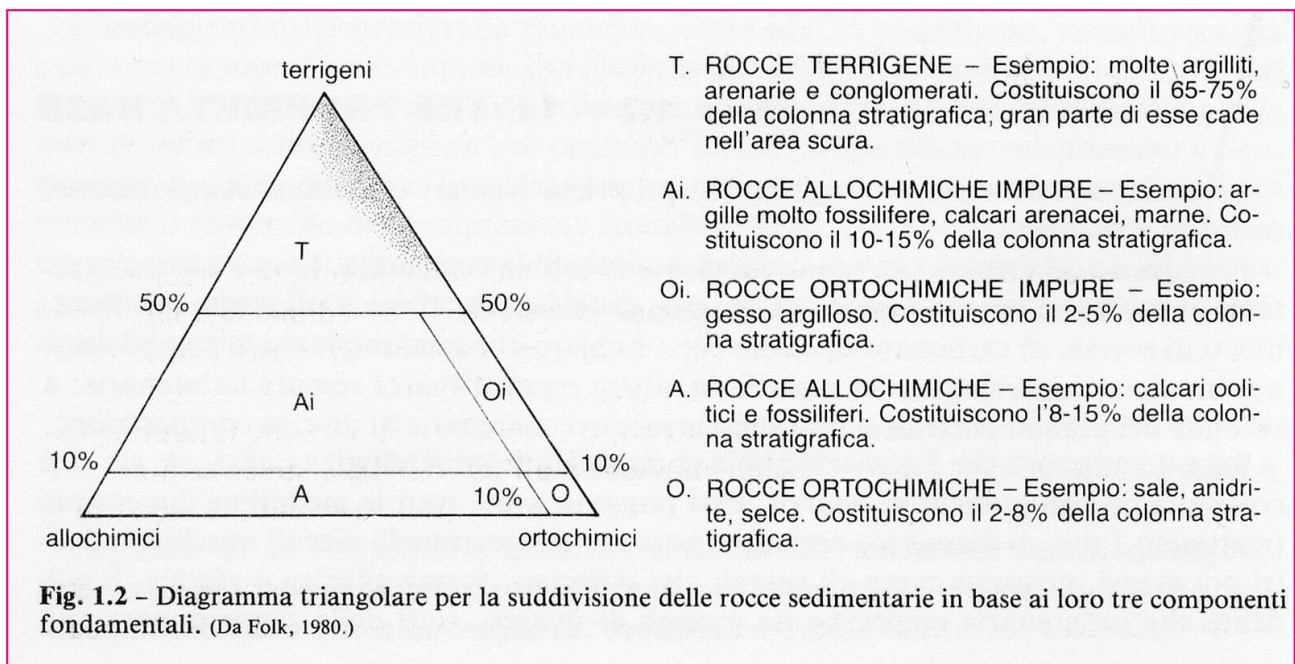 terrigeni
T
50%
50%
Ai
Oi
10%
10%
A
10%
O
allochimici
ortochimici
T. ROCCE TERRIGENE – Esempio: molte argilliti,
arenarie e conglomerati. Costituiscono il 65-75%
della colonna stratigrafica; gran parte di esse cade
nell'area scura.
Ai. ROCCE ALLOCHIMICHE IMPURE – Esempio: ar-
gille molto fossilifere, calcari arenacei, marne. Co-
stituiscono il 10-15% della colonna stratigrafica.
Oi. ROCCE ORTOCHIMICHE IMPURE – Esempio:
gesso argilloso. Costituiscono il 2-5% della colon-
na stratigrafica.
A. ROCCE ALLOCHIMICHE – Esempio: calcari ooli-
tici e fossiliferi. Costituiscono l'8-15% della colon-
na stratigrafica.
O. ROCCE ORTOCHIMICHE – Esempio: sale, anidri-
te, selce. Costituiscono il 2-8% della colonna stra-
tigrafica.
Fig. 1.2 – Diagramma triangolare per la suddivisione delle rocce sedimentarie in base ai loro tre componenti
fondamentali. (Da Folk, 1980.)